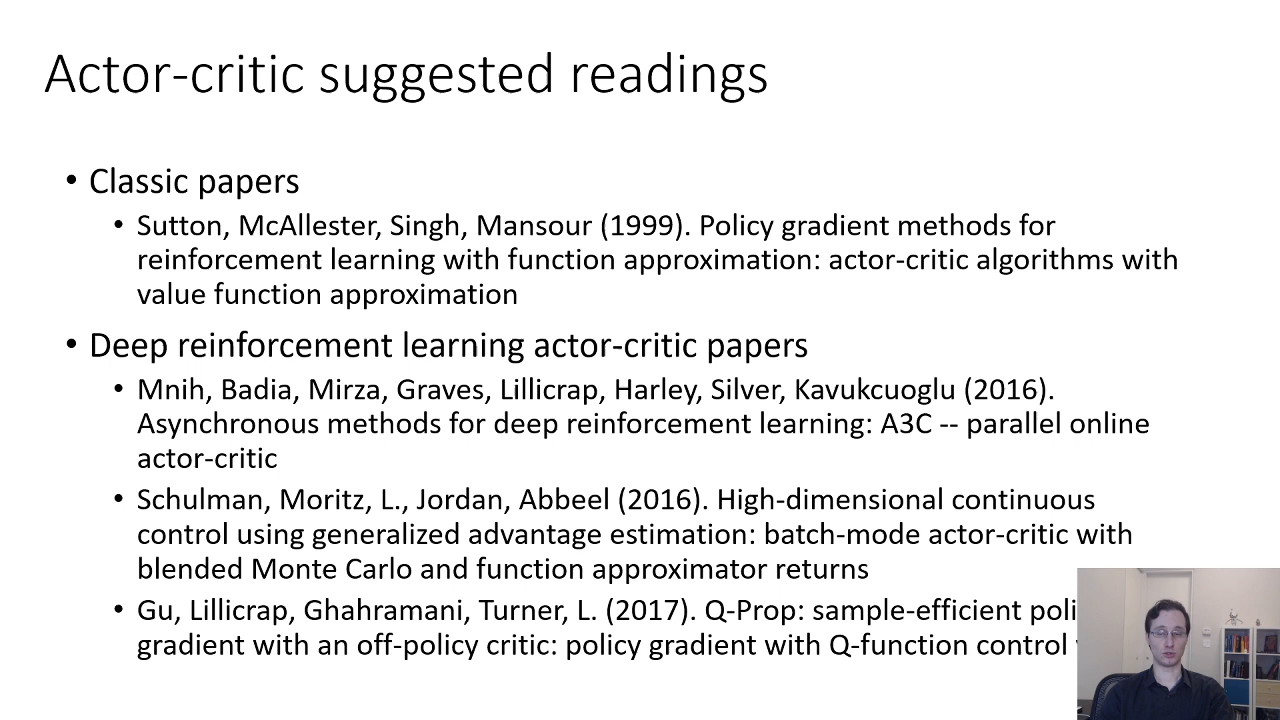 Actor-critic suggested readings
• Classic papers
• Sutton, McAllester, Singh, Mansour (1999). Policy gradient methods for
reinforcement learning with function approximation: actor-critic algorithms with
value function approximation
• Deep reinforcement learning actor-critic papers
• Mnih, Badia, Mirza, Graves, Lillicrap, Harley, Silver, Kavukcuoglu (2016).
Asynchronous methods for deep reinforcement learning: A3C -- parallel online
actor-critic
• Schulman, Moritz, L., Jordan, Abbeel (2016). High-dimensional continuous
control using generalized advantage estimation: batch-mode actor-critic with
blended Monte Carlo and function approximator returns
• Gu, Lillicrap, Ghahramani, Turner, L. (2017). Q-Prop: sample-efficient poli
gradient with an off-policy critic: policy gradient with Q-function control